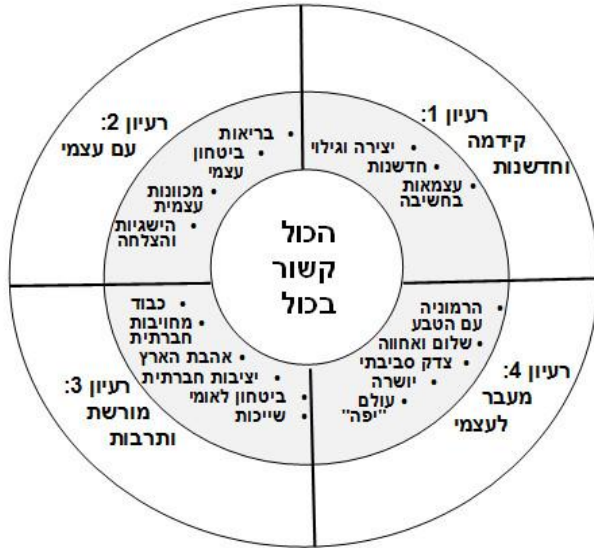 רעיון 1:
קידמה
וחדשנות
• יצירה וגילוי
• חדשנות
• עצמאות
בחשיבה
רעיון 2:
עם עצמי
• בריאות
• ביטחון
עצמי
• מכוונות
עצמית
• הישגיות
והצלחה
הכול
קשור
בכול
רעיון 3:
מורשת
ותרבות
• כבוד
• מחויבות
חברתית
• אהבת הארץ
• יציבות חברתית
• ביטחון לאומי
• שייכות
רעיון 4:
מעבר
לעצמי
• הרמוניה
עם הטבע
• שלום ואחווה
• צדק סביבתי
• יושרה
• עולם
"יפה"